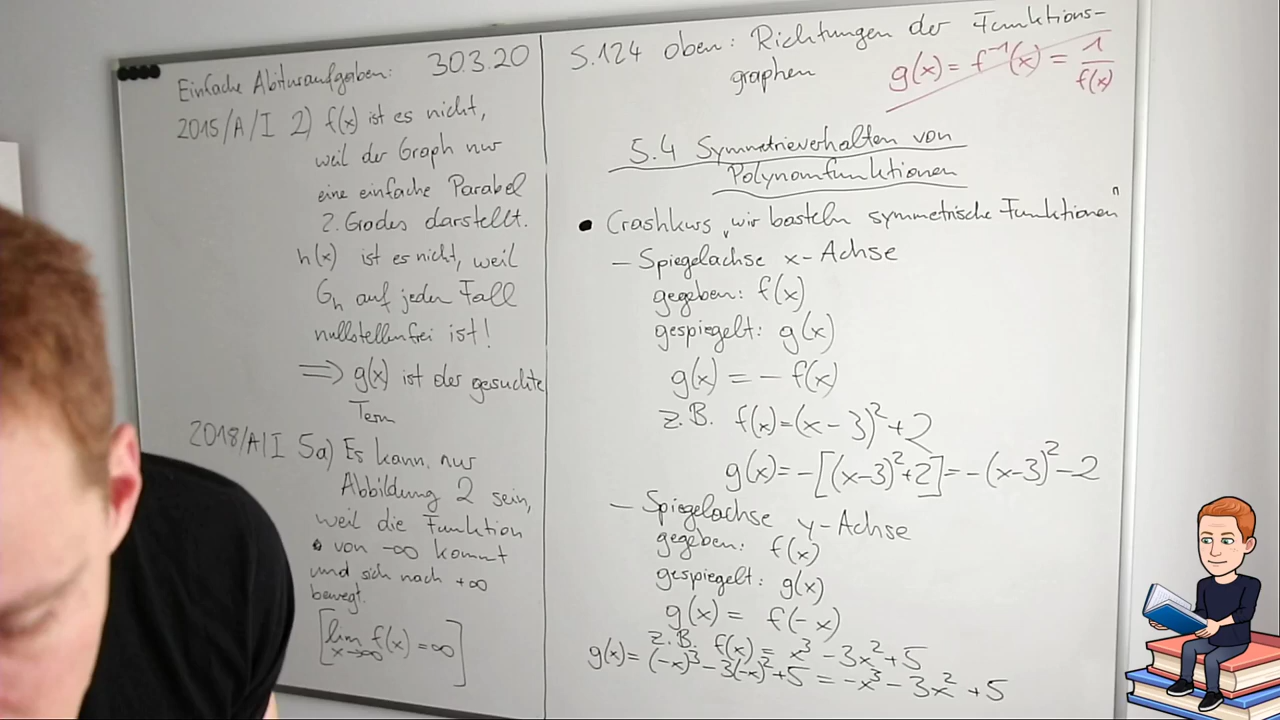 Einfache Abituraufgaben: 30.3.20
2015/A/I 2) f(x) ist es nicht,
weil der Graph nur
eine einfache Parabel
2. Grades darstellt.
h(x) ist es nicht, weil
G_h auf jeden Fall
nullstellenfrei ist!
⟹ g(x) ist der gesuchte
Term
2018/A/I 5a) Es kann nur
Abbildung 2 sein,
weil die Funktion
von -∞ kommt
und sich nach +∞
bewegt.
[lim f(x) = ∞]
x→∞
S.124 oben: Richtungen der Funktions-
graphen
g(x) = f⁻¹(x) = 1/f(x)
5.4 Symmetrieverhalten von
Polynomfunktionen
• Crashkurs „wir basteln symmetrische Funktionen"
– Spiegelachse x-Achse
gegeben: f(x)
gespiegelt: g(x)
g(x) = - f(x)
z.B. f(x)=(x-3)²+2
g(x)=-[(x-3)²+2]=-(x-3)²-2
– Spiegelachse y-Achse
gegeben: f(x)
gespiegelt: g(x)
g(x) = f(-x)
z.B. f(x) = x³-3x²+5
g(x)=(-x)³-3(-x)²+5 = -x³-3x²+5